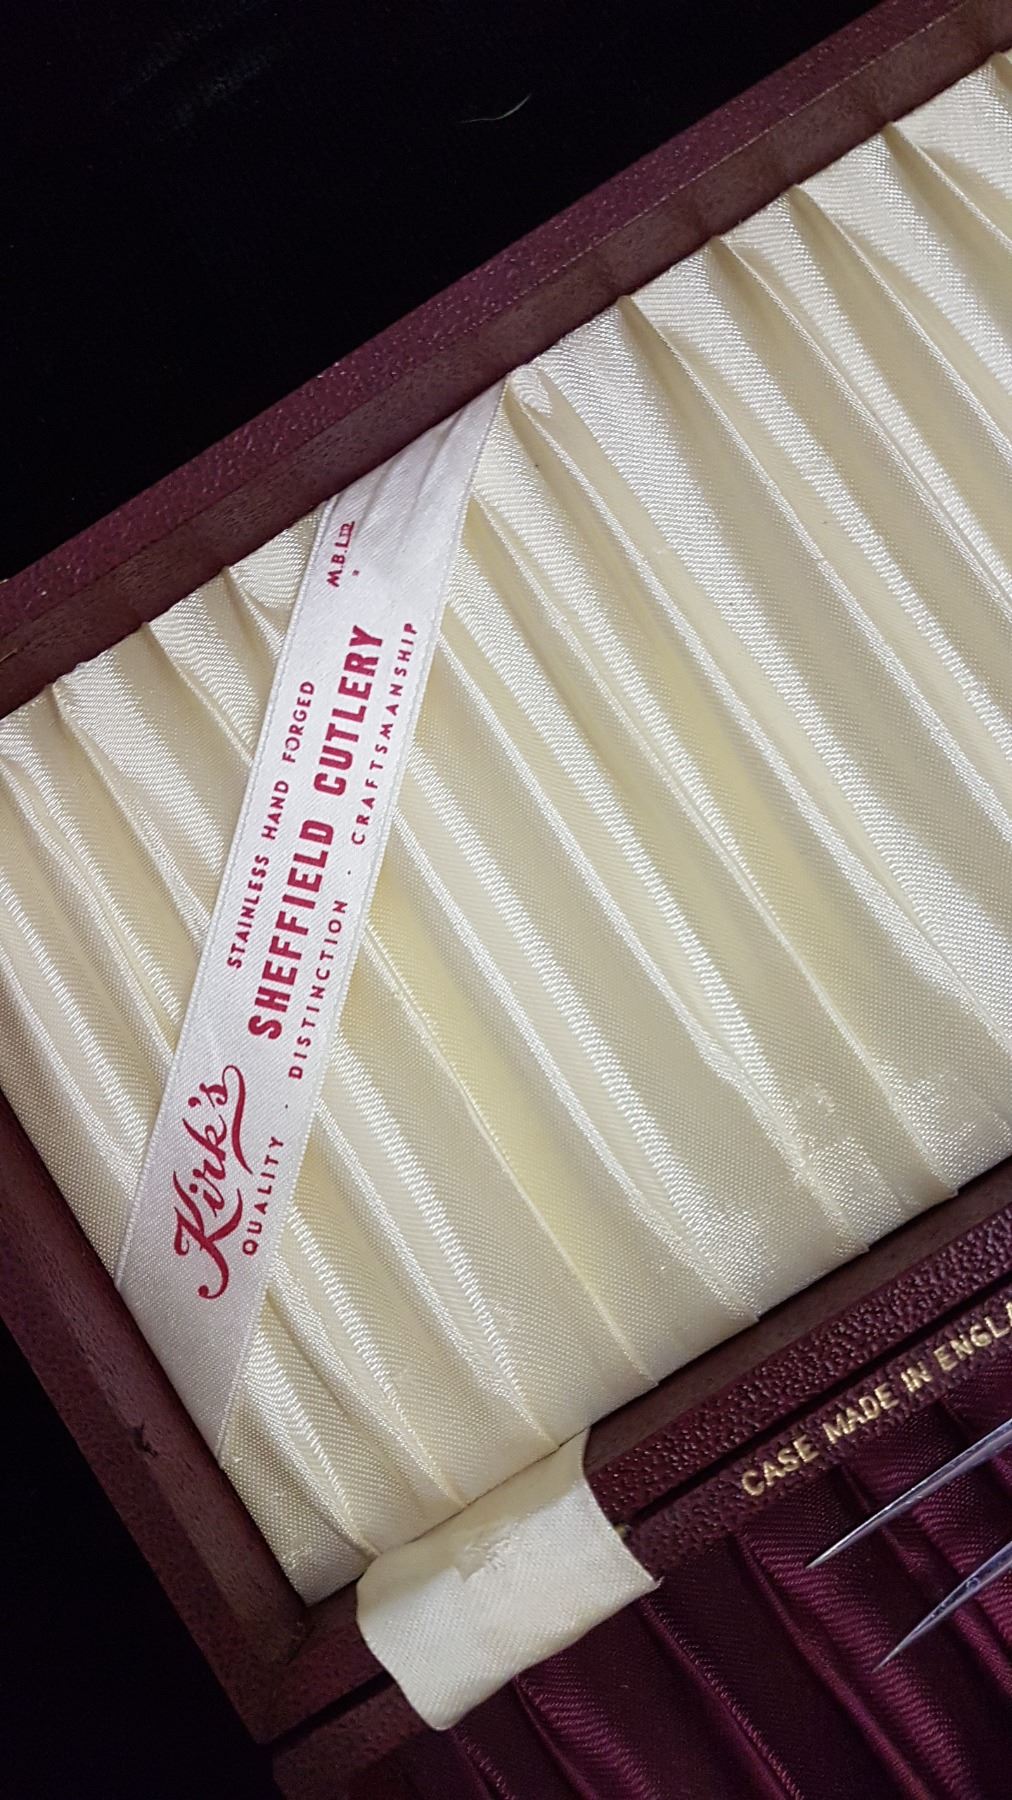 STAINLESS HAND FORGED
Kirk's SHEFFIELD CUTLERY
QUALITY · DISTINCTION · CRAFTSMANSHIP
M.B.LTD
CASE MADE IN ENGLA